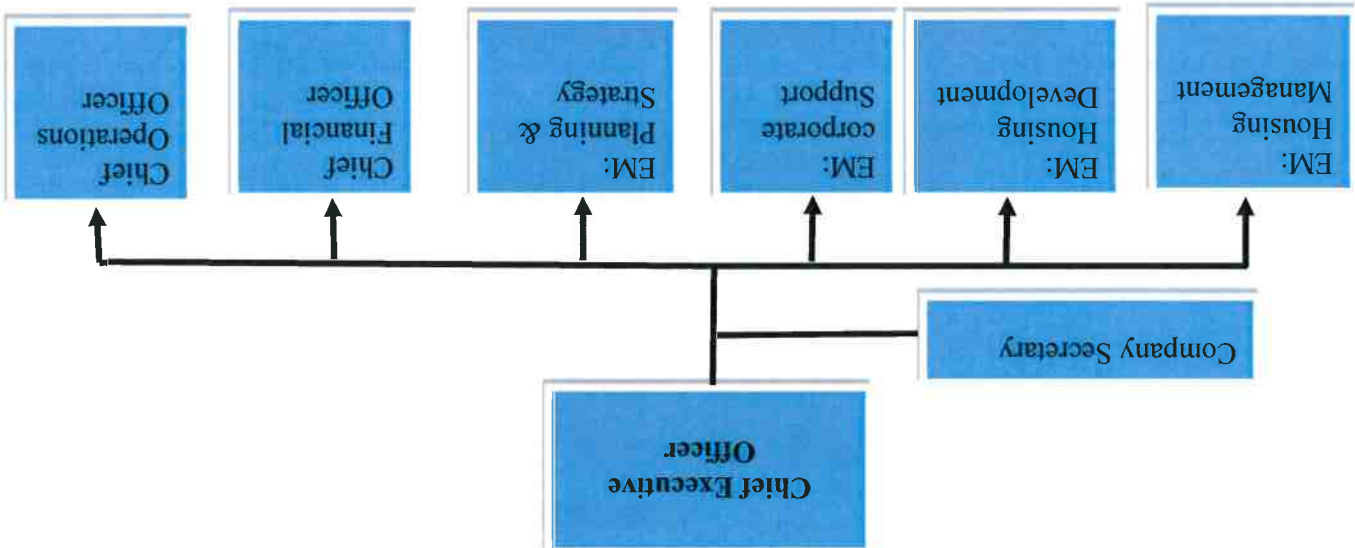 Chief Executive
Officer
Company Secretary
EM:
Housing
Management
EM:
Housing
Development
EM:
corporate
Support
EM:
Planning &
Strategy
Chief
Financial
Officer
Chief
Operations
Officer